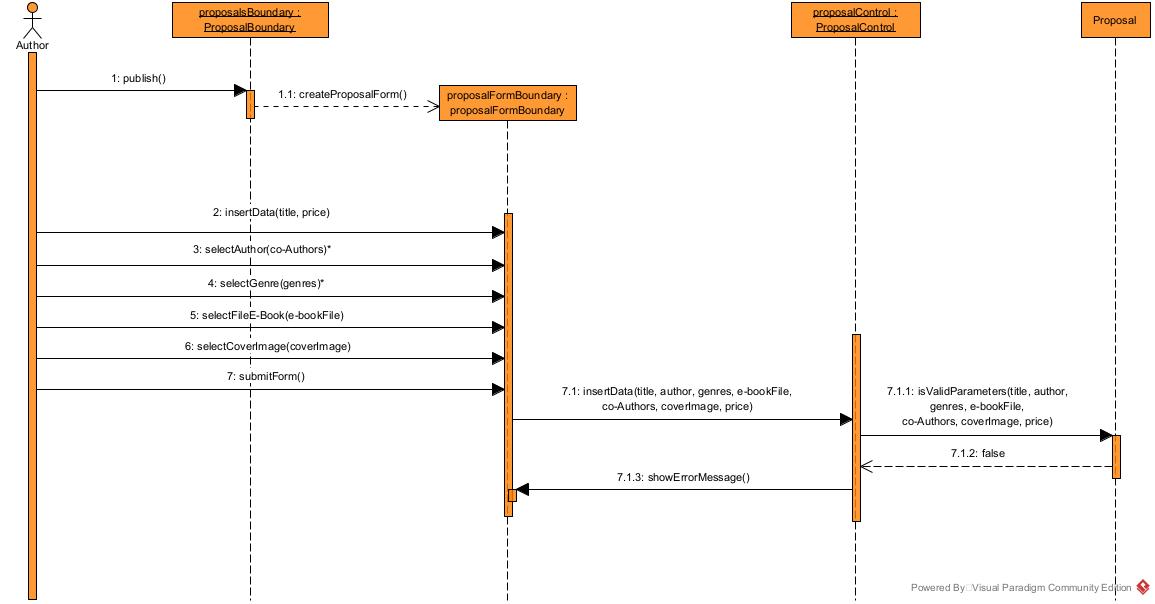 proposalsBoundary :
ProposalBoundary
proposalControl :
ProposalControl
Proposal
Author
1: publish()
1.1: createProposalForm()
proposalFormBoundary :
proposalFormBoundary
2: insertData(title, price)
3: selectAuthor(co-Authors)*
4: selectGenre(genres)*
5: selectFileE-Book(e-bookFile)
6: selectCoverImage(coverImage)
7: submitForm()
7.1: insertData(title, author, genres, e-bookFile,
co-Authors, coverImage, price)
7.1.1: isValidParameters(title, author,
genres, e-bookFile,
co-Authors, coverImage, price)
7.1.2: false
7.1.3: showErrorMessage()
Powered By Visual Paradigm Community Edition